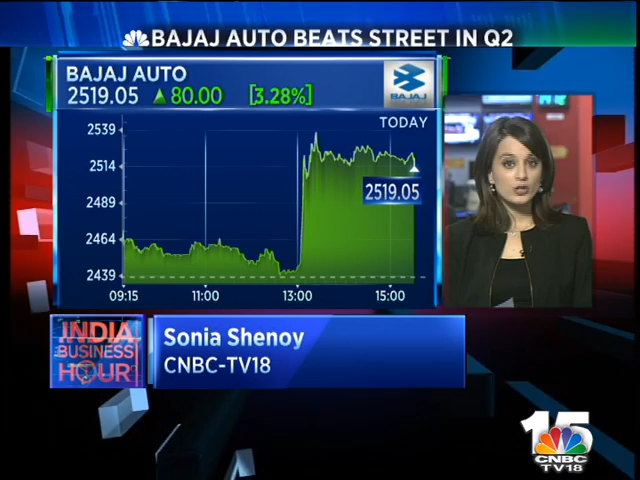 BAJAJ AUTO BEATS STREET IN Q2
BAJAJ AUTO
2519.05 ▲ 80.00 [3.28%]
BAJAJ
TODAY
2539
2514
2489
2464
2439
2519.05
09:15 11:00 13:00 15:00
INDIA
BUSINESS
HOUR
Sonia Shenoy
CNBC-TV18
15
CNBC
TV18